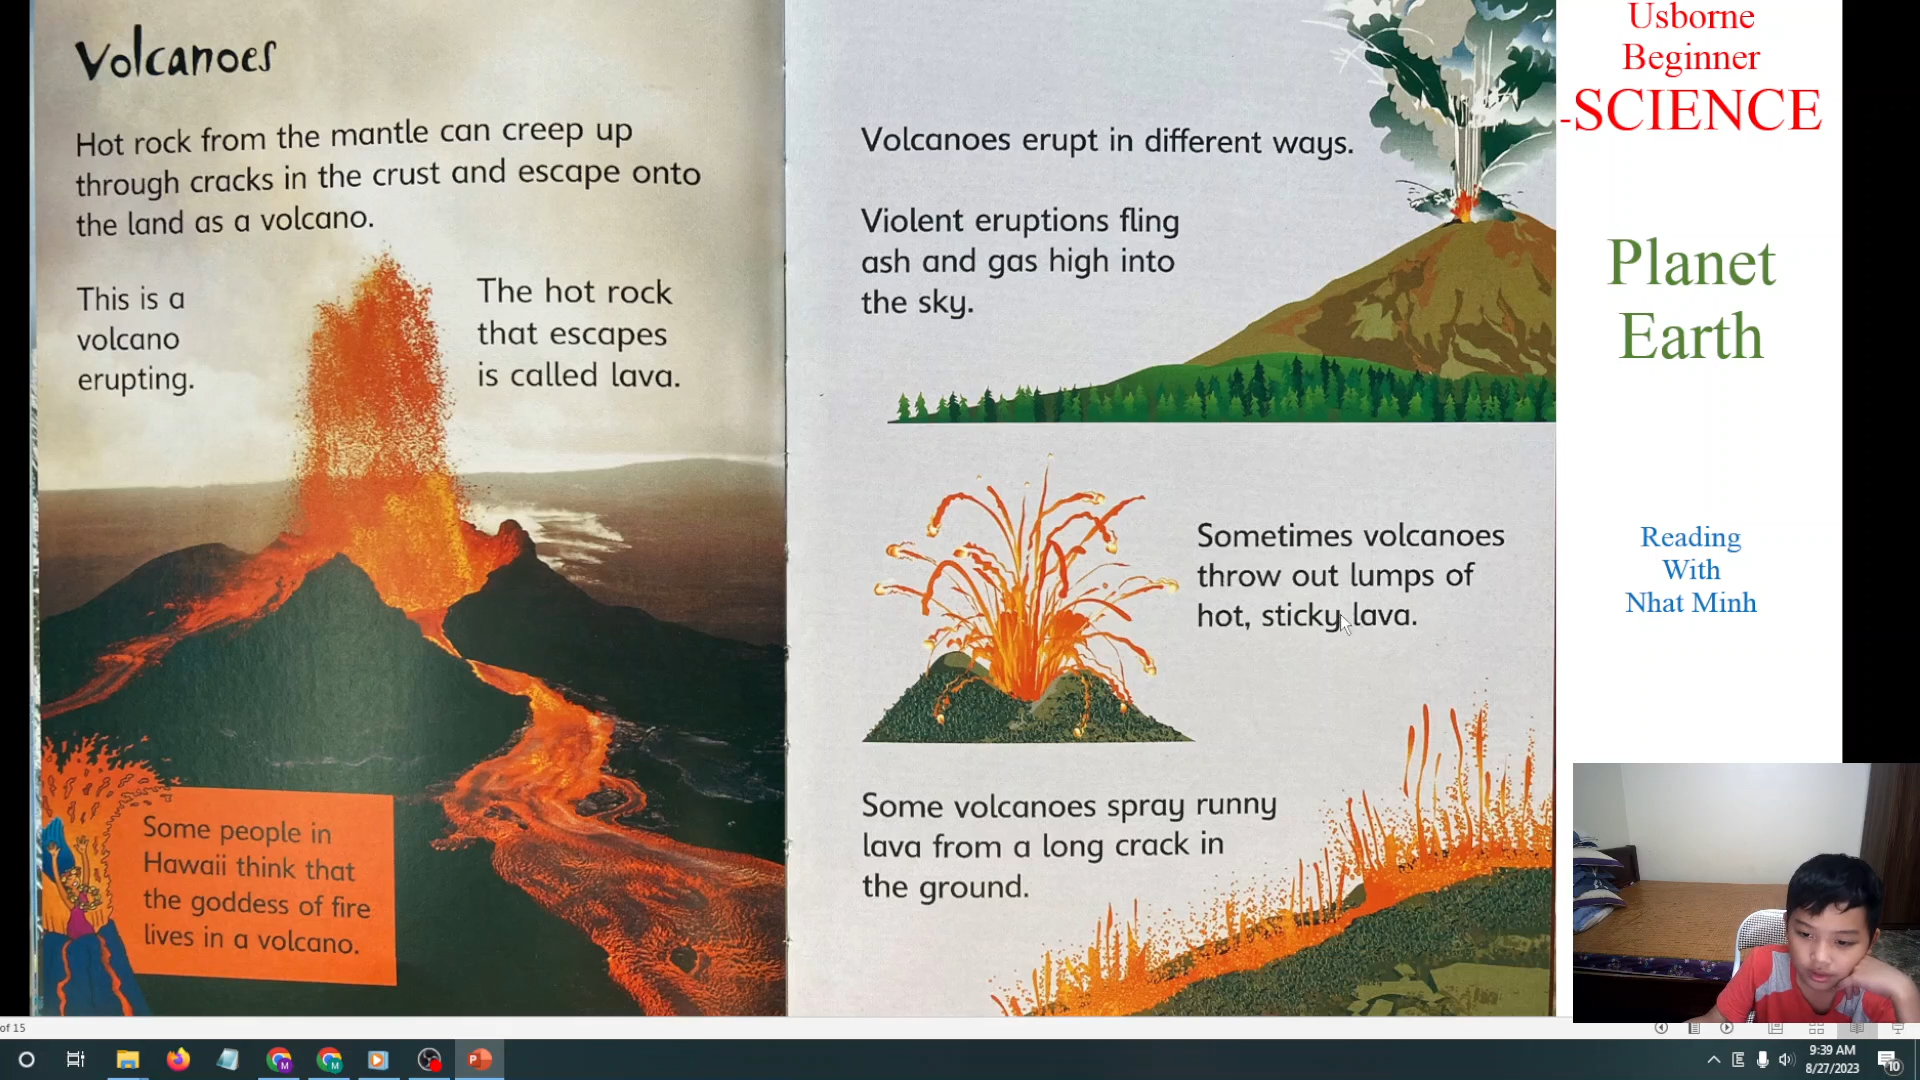 Volcanoes
Hot rock from the mantle can creep up
through cracks in the crust and escape onto
the land as a volcano.
This is a
volcano
erupting.
The hot rock
that escapes
is called lava.
Some people in
Hawaii think that
the goddess of fire
lives in a volcano.
Volcanoes erupt in different ways.
Violent eruptions fling
ash and gas high into
the sky.
Sometimes volcanoes
throw out lumps of
hot, sticky lava.
Some volcanoes spray runny
lava from a long crack in
the ground.
Usborne
Beginner
-SCIENCE
Planet
Earth
Reading
With
Nhat Minh
of 15
9:39 AM
8/27/2023
10